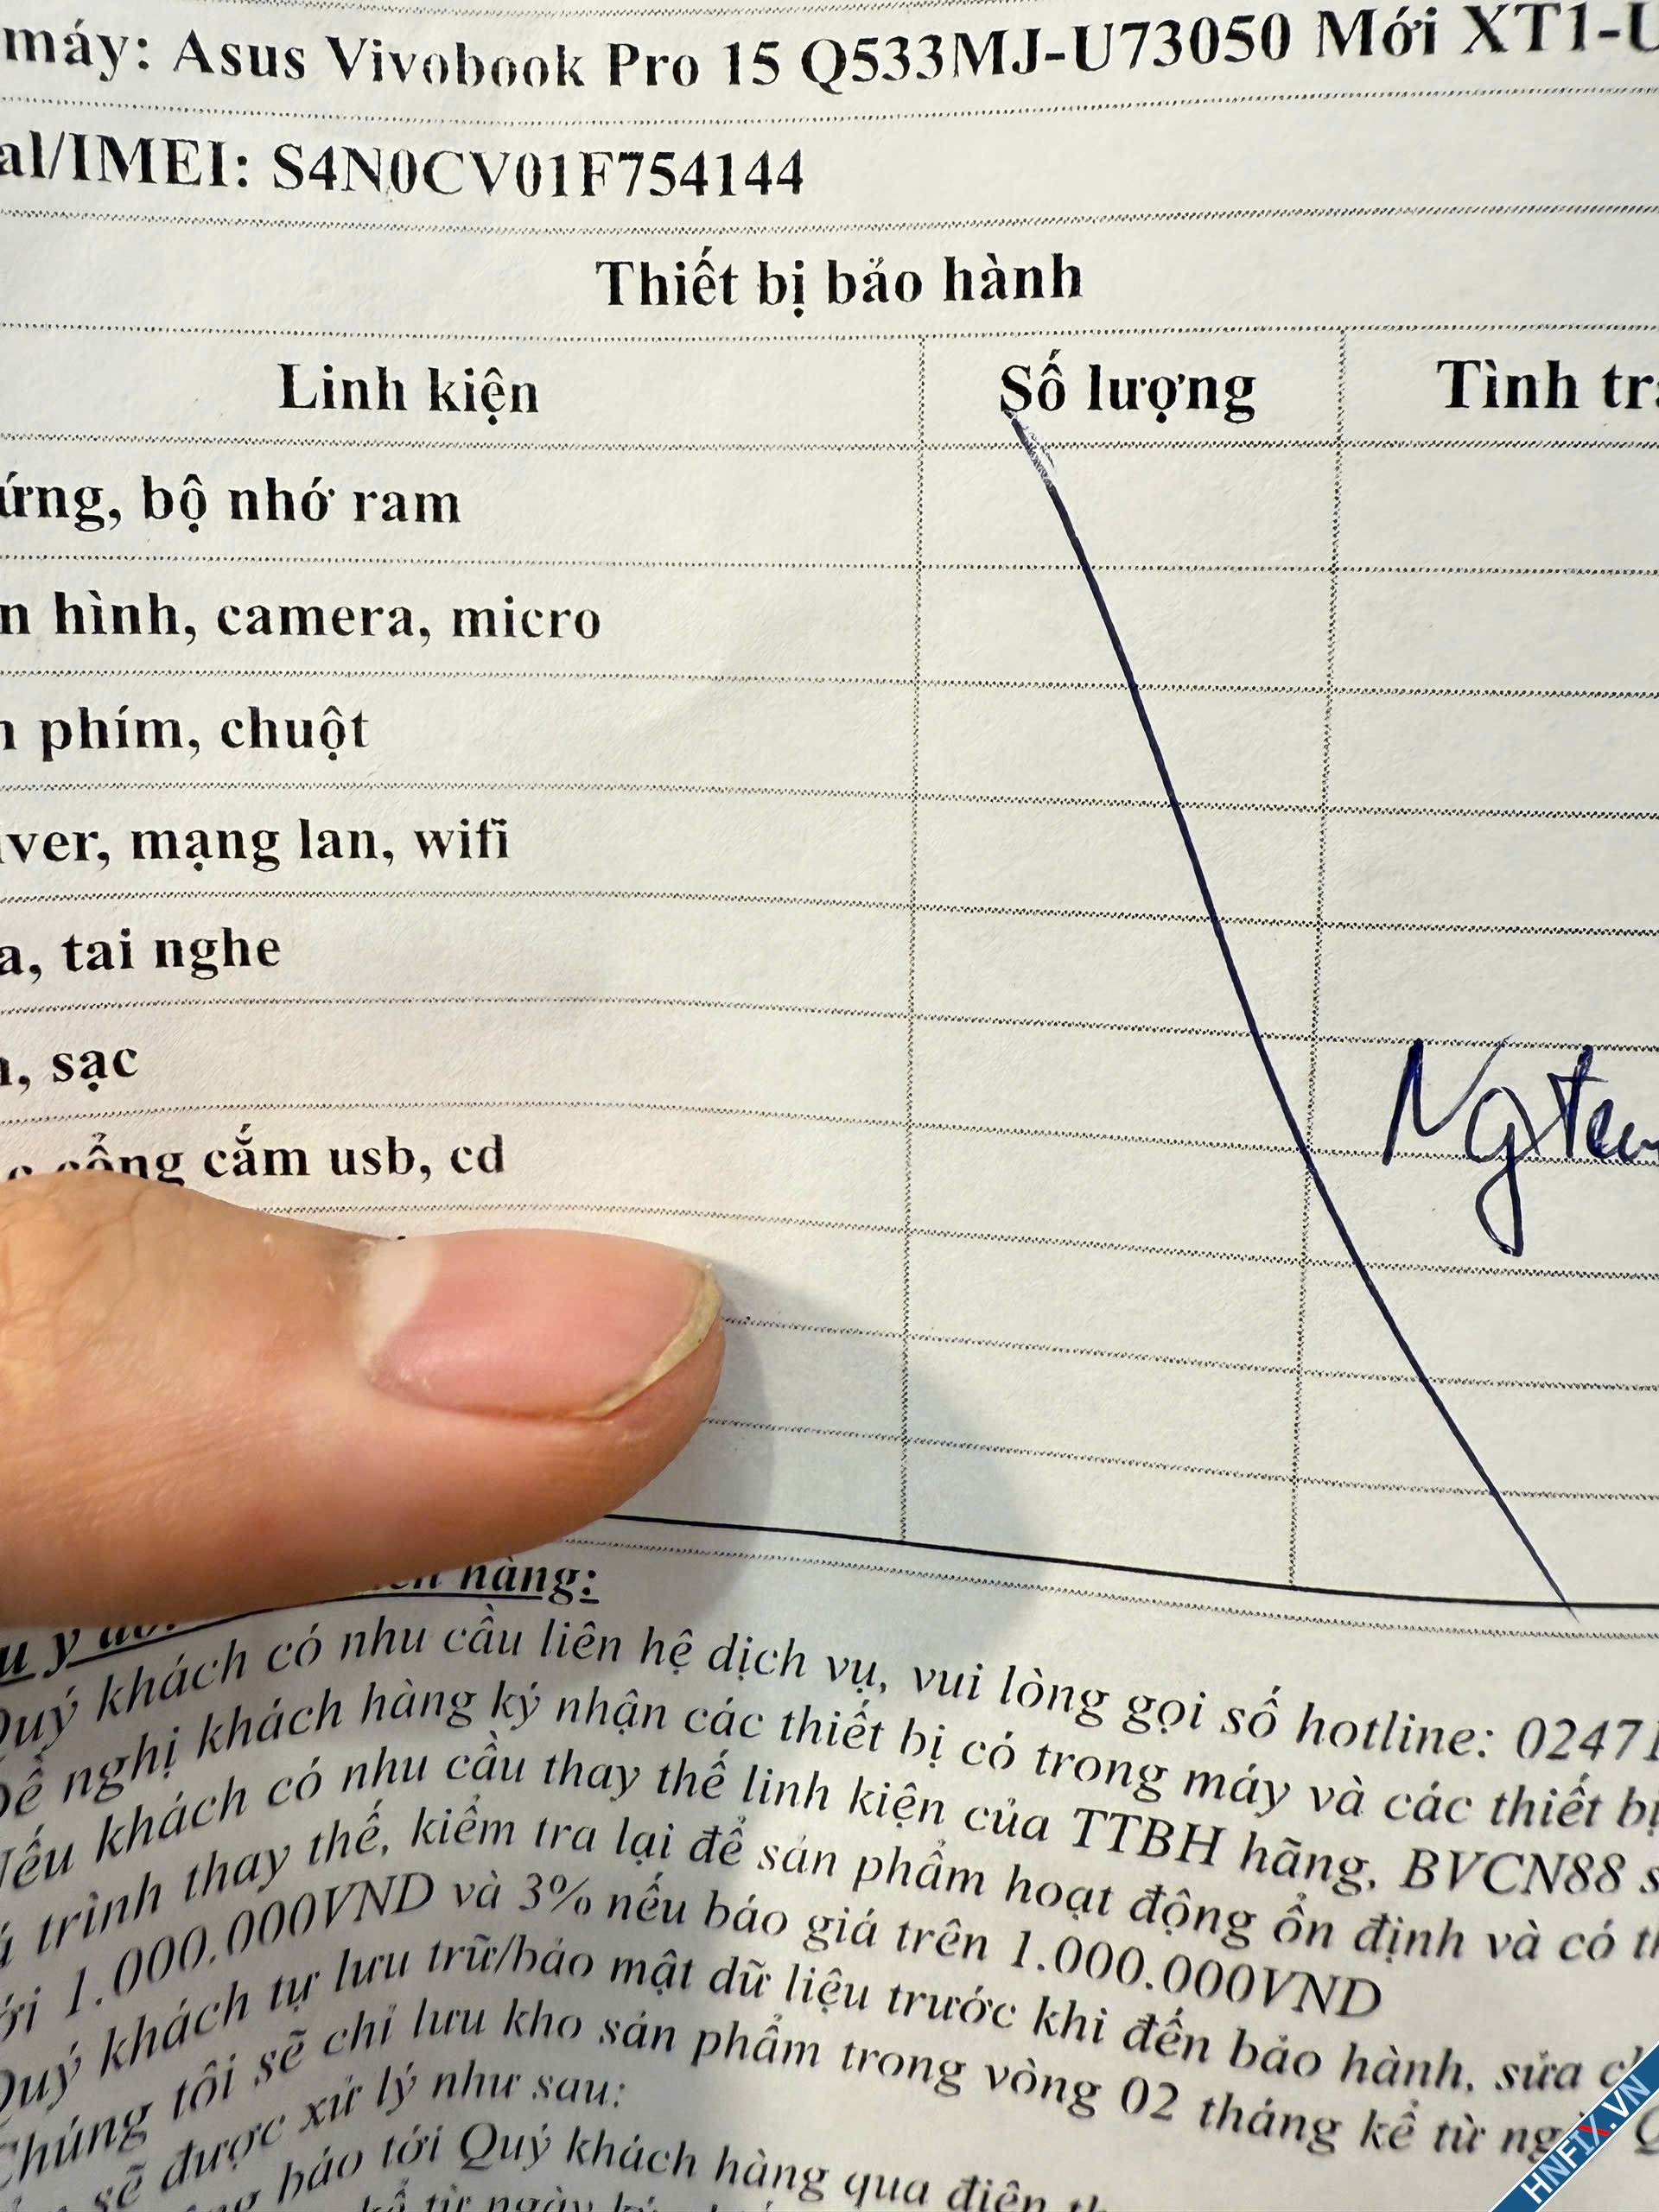 máy: Asus Vivobook Pro 15 Q533MJ-U73050 Mới XT1-U
al/IMEI: S4N0CV01F754144
Thiết bị bảo hành
Linh kiện Số lượng Tình tr
ứng, bộ nhớ ram
n hình, camera, micro
phím, chuột
iver, mạng lan, wifi
a, tai nghe
sạc
cổng cắm usb, cd
Ng tem
hàng:
Quý khách có nhu cầu liên hệ dịch vụ, vui lòng gọi số hotline: 02471
Đề nghị khách hàng ký nhận các thiết bị có trong máy và các thiết bị
Nếu khách có nhu cầu thay thế linh kiện của TTBH hãng, BVCN88 s
trình thay thế, kiểm tra lại để sản phẩm hoạt động ổn định và có th
1.000.000VND và 3% nếu báo giá trên 1.000.000VND
Quý khách tự lưu trữ/bảo mật dữ liệu trước khi đến bảo hành, sửa c
Chúng tôi sẽ chỉ lưu kho sản phẩm trong vòng 02 tháng kể từ ng
sẽ được xử lý như sau:
báo tới Quý khách hàng qua điện th
kể từ ngày
HNFIX.VN